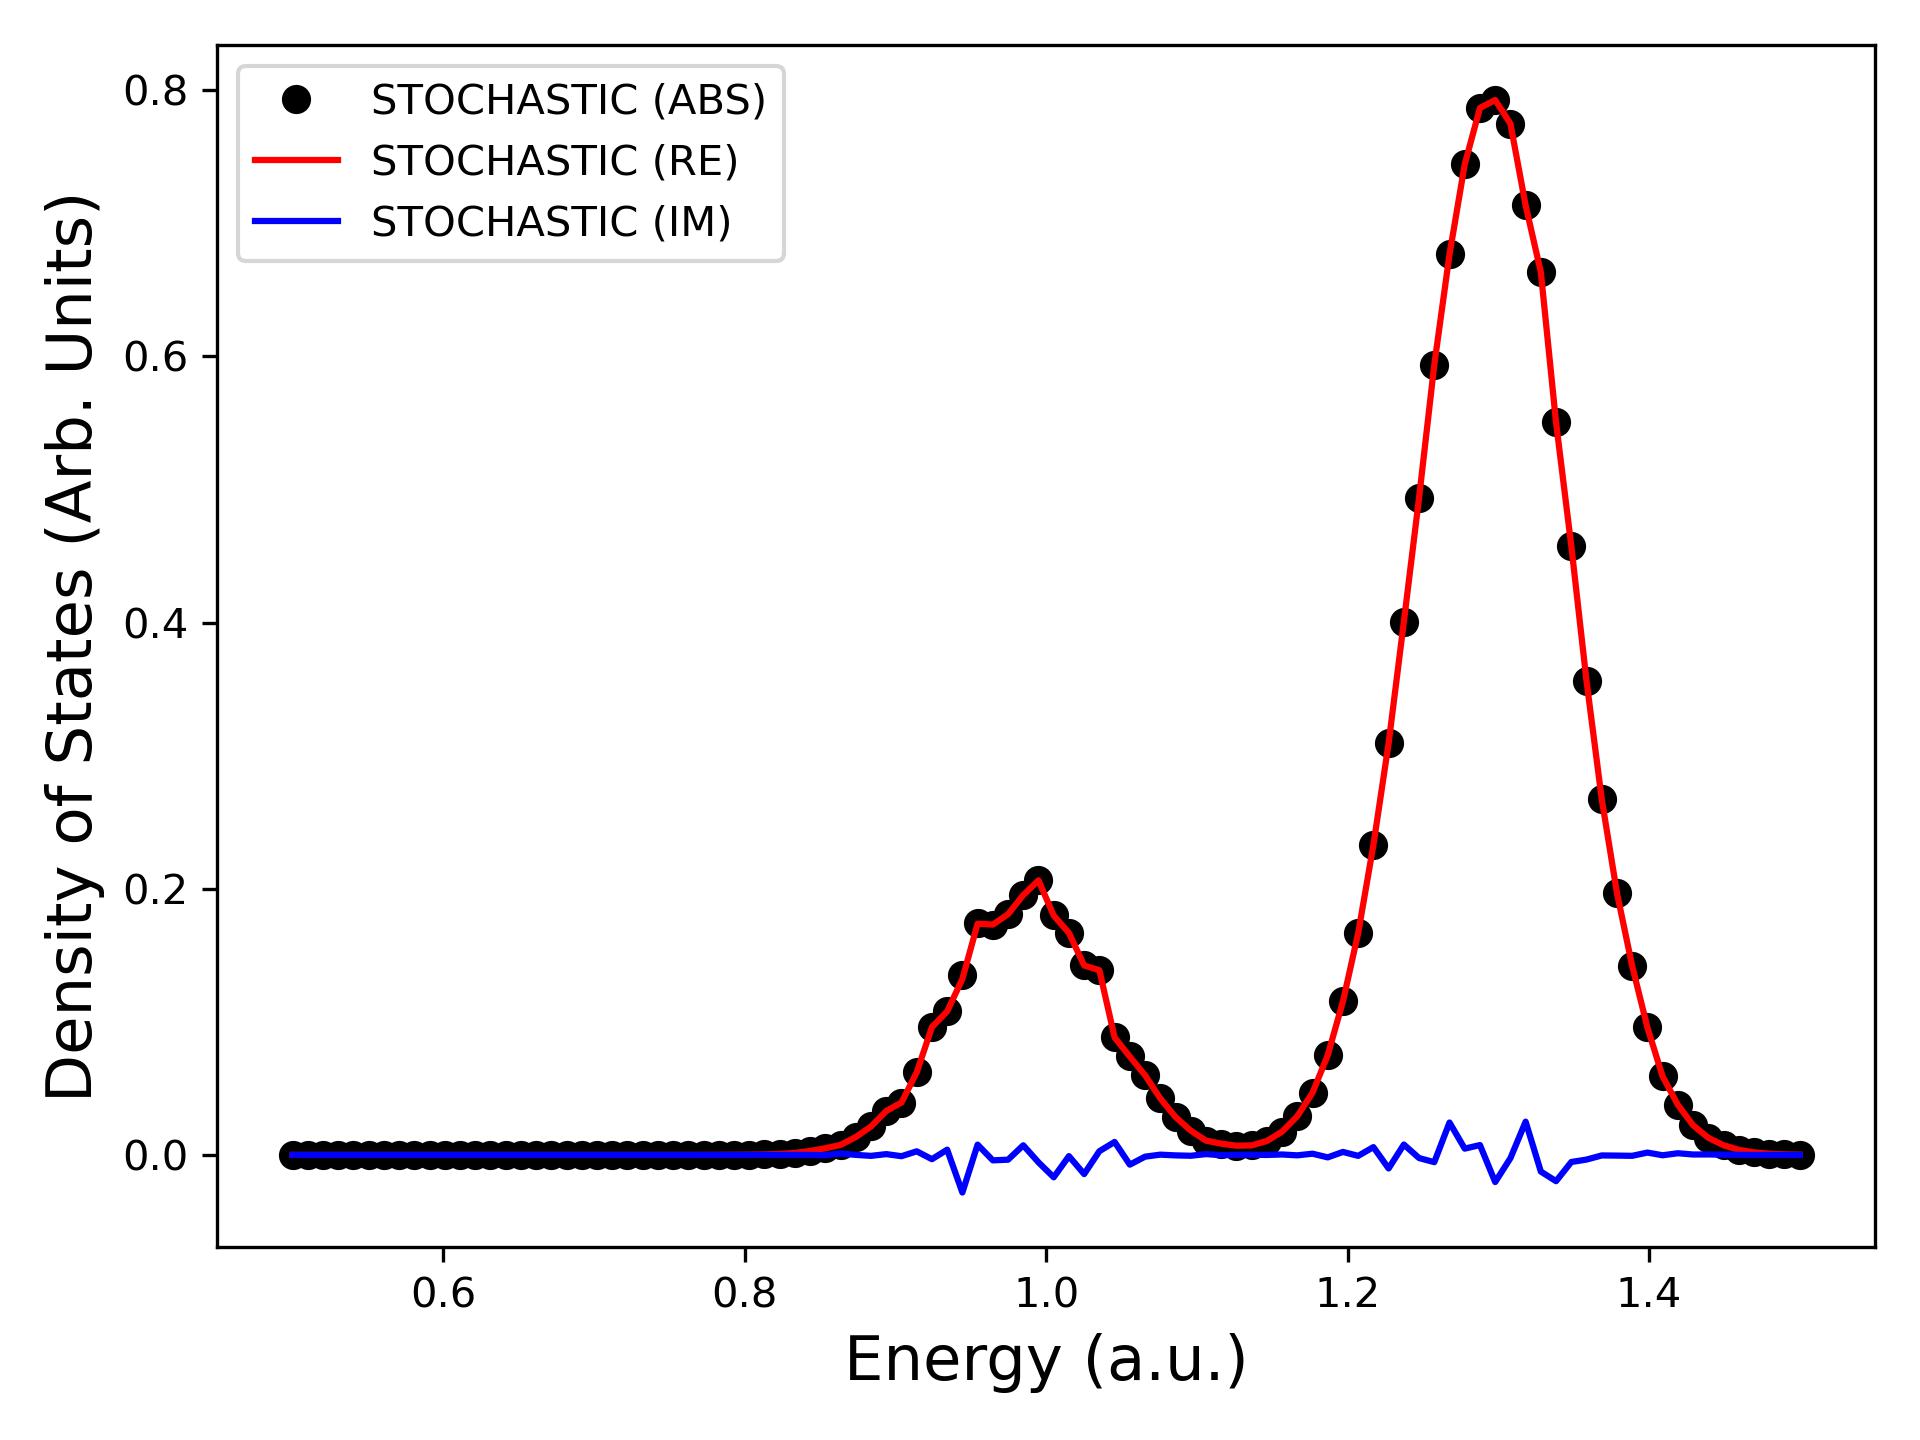 STOCHASTIC (ABS)
STOCHASTIC (RE)
STOCHASTIC (IM)
Density of States (Arb. Units)
0.8
0.6
0.4
0.2
0.0
0.6 0.8 1.0 1.2 1.4
Energy (a.u.)